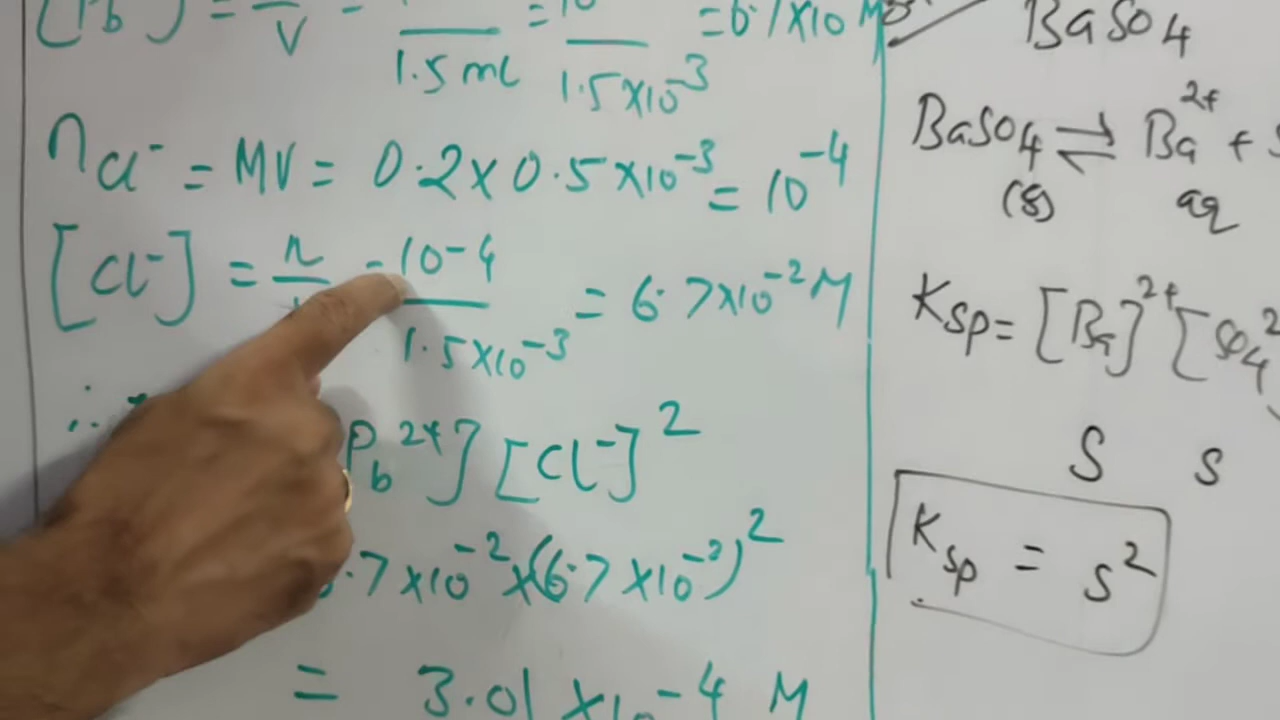 = 6.7×10 M
V
1.5 ml 1.5×10⁻³
nCl⁻ = MV = 0.2×0.5×10⁻³ = 10⁻⁴
[Cl⁻] = n = 10-4 = 6.7×10⁻² M
1.5×10⁻³
∴
Pb²⁺] [Cl⁻]²
.7×10⁻²×(6.7×10⁻²)²
= 3.01×10⁻⁴ M
BaSO₄
BaSO₄ ⇌ Ba²⁺ +
(s) aq
Ksp = [Ba]²⁺ [SO₄²
S s
Ksp = s²